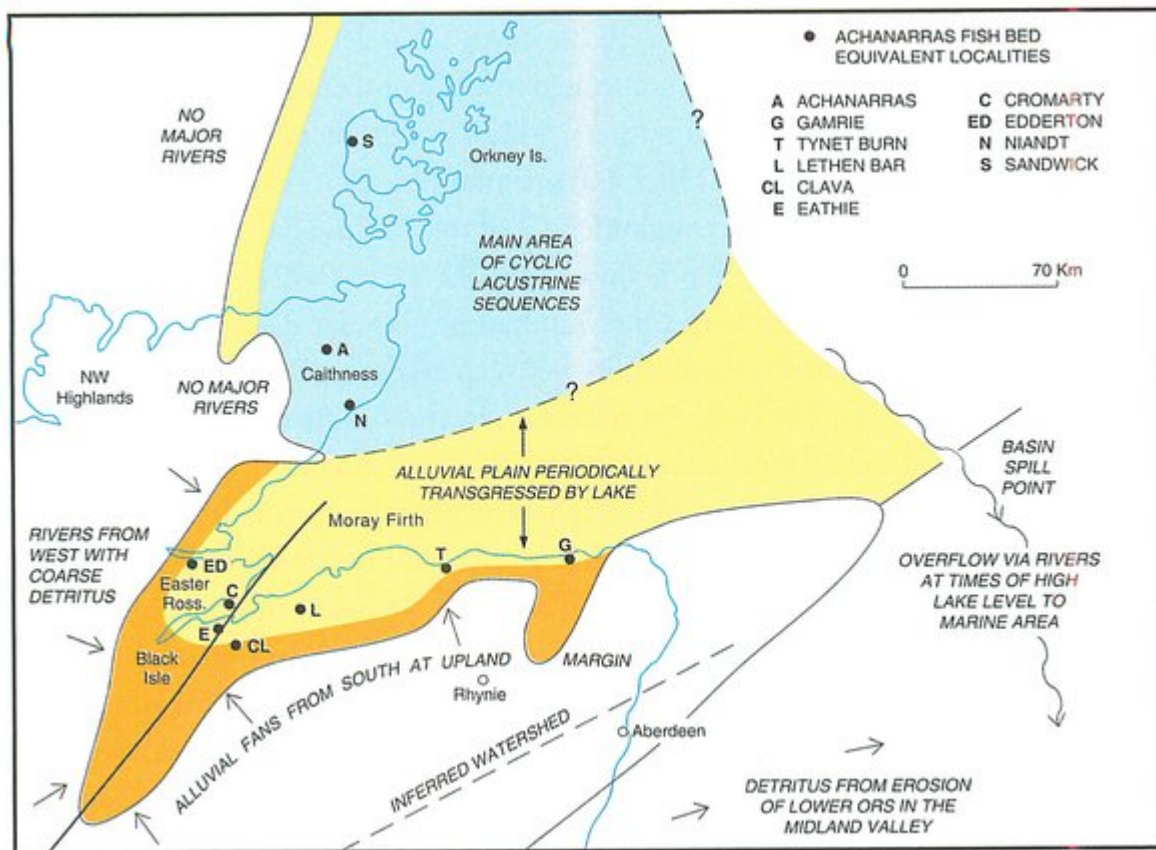 ACHANARRAS FISH BED
EQUIVALENT LOCALITIES
A ACHANARRAS
G GAMRIE
T TYNET BURN
L LETHEN BAR
CL CLAVA
E EATHIE
C CROMARTY
ED EDDERTON
N NIANDT
S SANDWICK
0 70 Km
NO
MAJOR
RIVERS
S
Orkney Is.
?
MAIN AREA
OF CYCLIC
LACUSTRINE
SEQUENCES
A
Caithness
NW
Highlands
NO MAJOR
RIVERS
N
?
BASIN
SPILL
POINT
ALLUVIAL PLAIN PERIODICALLY
TRANSGRESSED BY LAKE
Moray Firth
RIVERS FROM
WEST WITH
COARSE
DETRITUS
ED
Easter
Ross.
C
T
G
L
E
CL
Black
Isle
OVERFLOW VIA RIVERS
AT TIMES OF HIGH
LAKE LEVEL TO
MARINE AREA
ALLUVIAL FANS FROM SOUTH AT UPLAND
MARGIN
Rhynie
INFERRED WATERSHED
Aberdeen
DETRITUS FROM EROSION
OF LOWER ORS IN THE
MIDLAND VALLEY